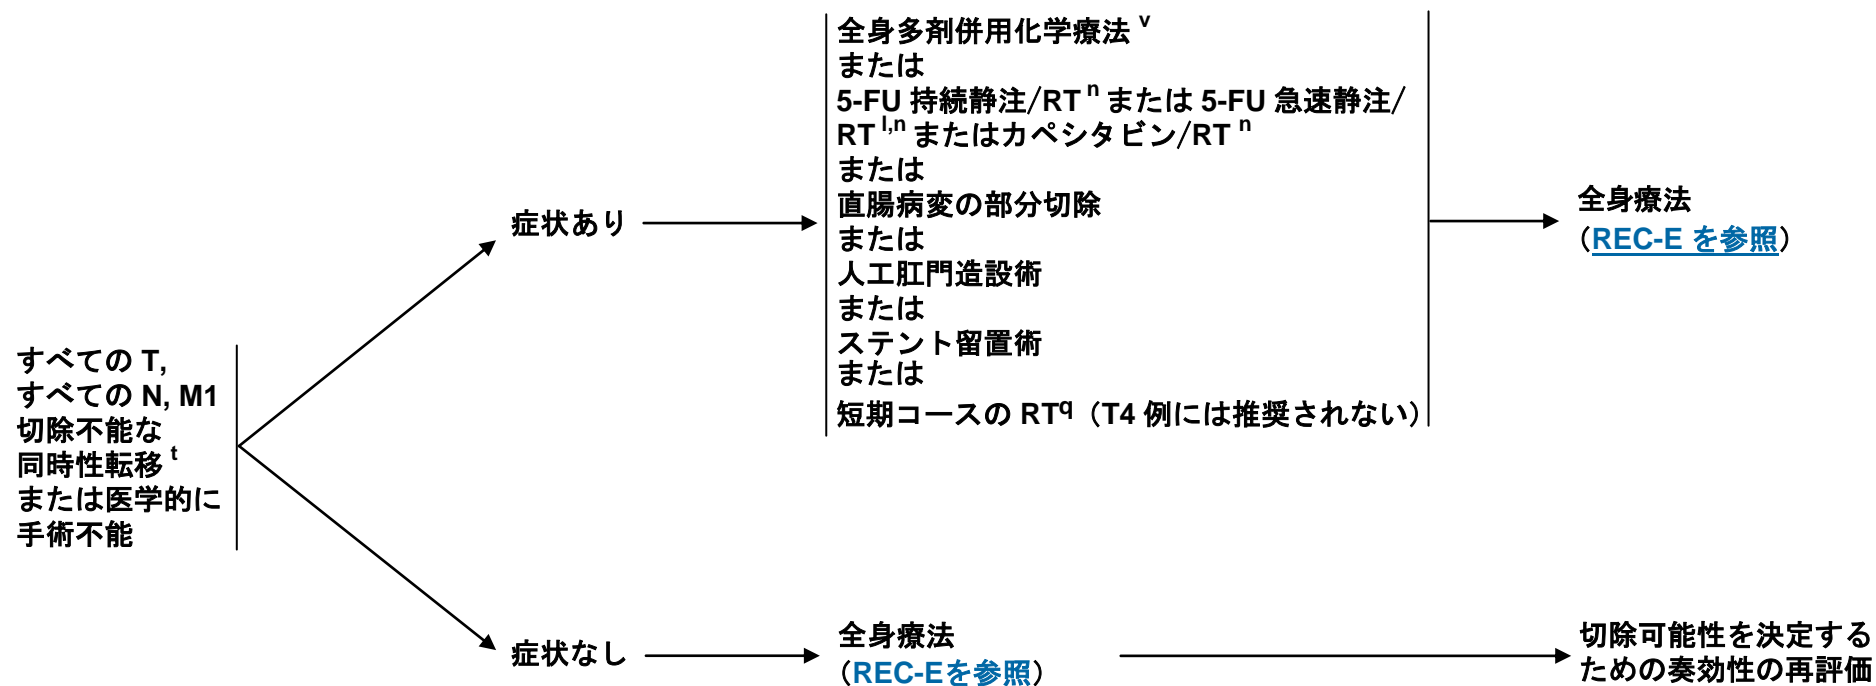 すべての T,
すべての N, M1
切除不能な
同時性転移 t
または医学的に
手術不能
症状あり
全身多剤併用化学療法 v
または
5-FU 持続静注/RT n または 5-FU 急速静注/
RT l,n またはカペシタビン/RT n
または
直腸病変の部分切除
または
人工肛門造設術
または
ステント留置術
または
短期コースの RTq（T4 例には推奨されない）
全身療法
（REC-E を参照）
症状なし
全身療法
（REC-Eを参照）
切除可能性を決定する
ための奏効性の再評価